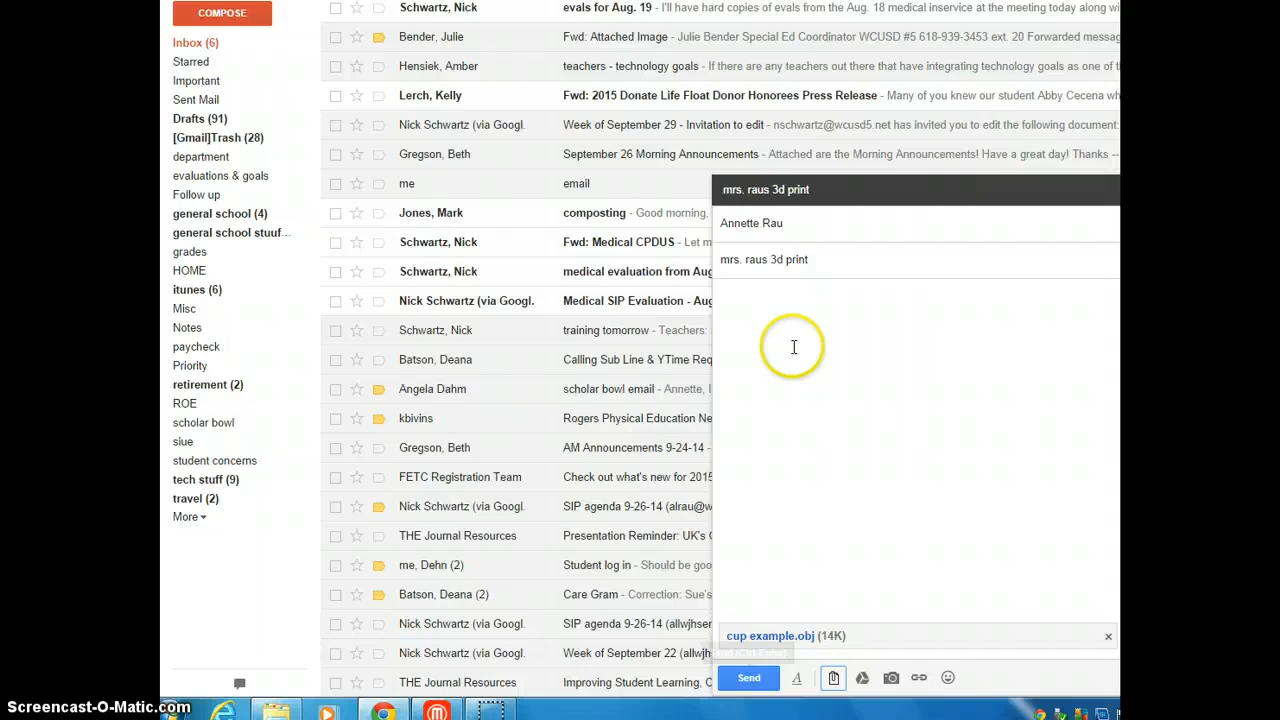 COMPOSE
Inbox (6)
Starred
Important
Sent Mail
Drafts (91)
[Gmail]Trash (28)
department
evaluations & goals
Follow up
general school (4)
general school stuuf...
grades
HOME
itunes (6)
Misc
Notes
paycheck
Priority
retirement (2)
ROE
scholar bowl
siue
student concerns
tech stuff (9)
travel (2)
More
Schwartz, Nick evals for Aug. 19 - I'll have hard copies of evals from the Aug. 18 medical inservice at the meeting today along wi
Bender, Julie Fwd: Attached Image - Julie Bender Special Ed Coordinator WCUSD #5 618-939-3453 ext. 20 Forwarded messag
Hensiek, Amber teachers - technology goals - If there are any teachers out there that have integrating technology goals as one of t
Lerch, Kelly Fwd: 2015 Donate Life Float Donor Honorees Press Release - Many of you knew our student Abby Cecena wh
Nick Schwartz (via Googl. Week of September 29 - Invitation to edit - nschwartz@wcusd5.net has invited you to edit the following document:
Gregson, Beth September 26 Morning Announcements - Attached are the Morning Announcements! Have a great day! Thanks --
me email
Jones, Mark composting - Good morning,
Schwartz, Nick Fwd: Medical CPDUS - Let m
Schwartz, Nick medical evaluation from Aug
Nick Schwartz (via Googl. Medical SIP Evaluation - Aug
Schwartz, Nick training tomorrow - Teachers:
Batson, Deana Calling Sub Line & YTime Req
Angela Dahm scholar bowl email - Annette, I
kbivins Rogers Physical Education Ne
Gregson, Beth AM Announcements 9-24-14 -
FETC Registration Team Check out what's new for 2015
Nick Schwartz (via Googl. SIP agenda 9-26-14 (alrau@w
THE Journal Resources Presentation Reminder: UK's C
me, Dehn (2) Student log in - Should be goo
Batson, Deana (2) Care Gram - Correction: Sue's
Nick Schwartz (via Googl. SIP agenda 9-26-14 (allwjhser
Nick Schwartz (via Googl. Week of September 22 (allwjhs
THE Journal Resources Improving Student Learning, C
mrs. raus 3d print
Annette Rau
mrs. raus 3d print
cup example.obj (14K)
Send
Screencast-O-Matic.com